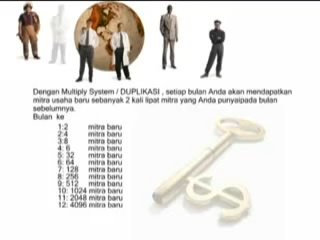 Dengan Multiply System / DUPLIKASI , setiap bulan Anda akan mendapatkan
mitra usaha baru sebanyak 2 kali lipat mitra yang Anda punyaipada bulan
sebelumnya.
Bulan ke
1:2 mitra baru
2:4 mitra baru
3:8 mitra baru
4: 6 mitra baru
5: 32 mitra baru
6: 64 mitra baru
7: 128 mitra baru
8: 256 mitra baru
9: 512 mitra baru
10: 1024 mitra baru
11: 2048 mitra baru
12: 4096 mitra baru